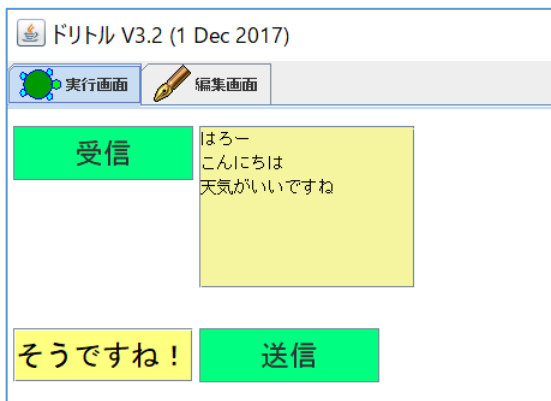 ドリトル V3.2 (1 Dec 2017)
実行画面 編集画面
受信
はろー
こんにちは
天気がいいですね
そうですね！ 送信